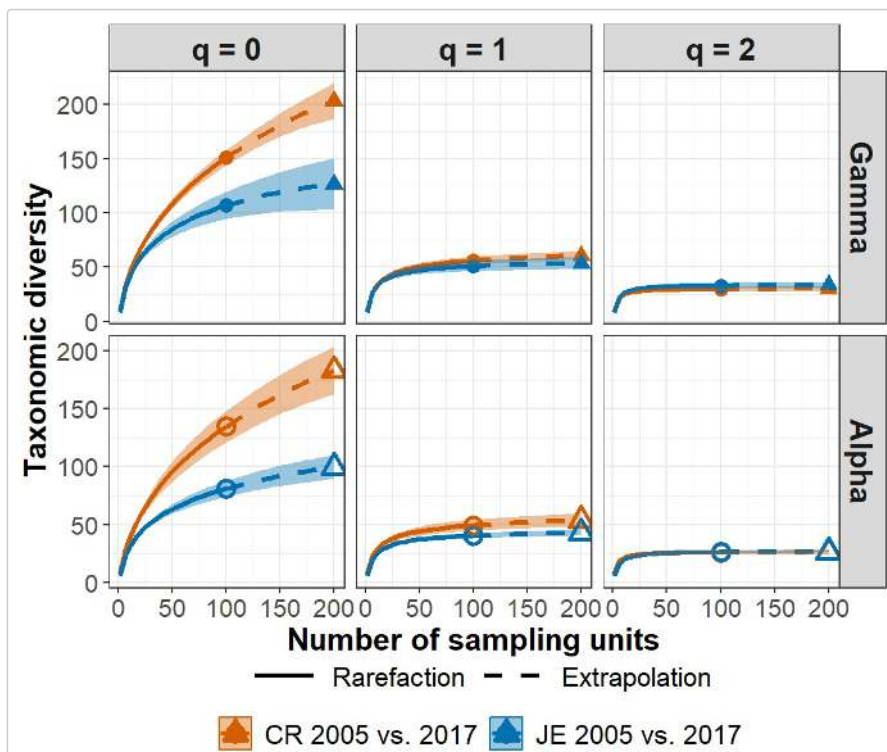 q = 0 q = 1 q = 2
200
150
100
50
0
Gamma
200
150
100
50
0
Alpha
Taxonomic diversity
0 50 100 150 200 0 50 100 150 200 0 50 100 150 200
Number of sampling units
Rarefaction Extrapolation
CR 2005 vs. 2017 JE 2005 vs. 2017